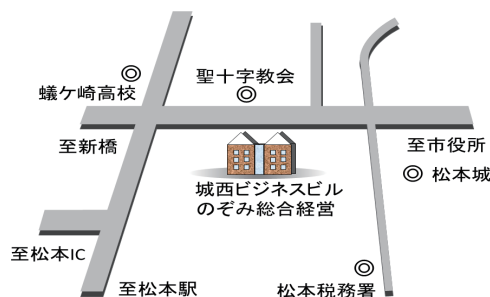 聖十字教会
蟻ケ崎高校
至新橋
至市役所
松本城
城西ビジネスビル
のぞみ総合経営
至松本IC
至松本駅
松本税務署